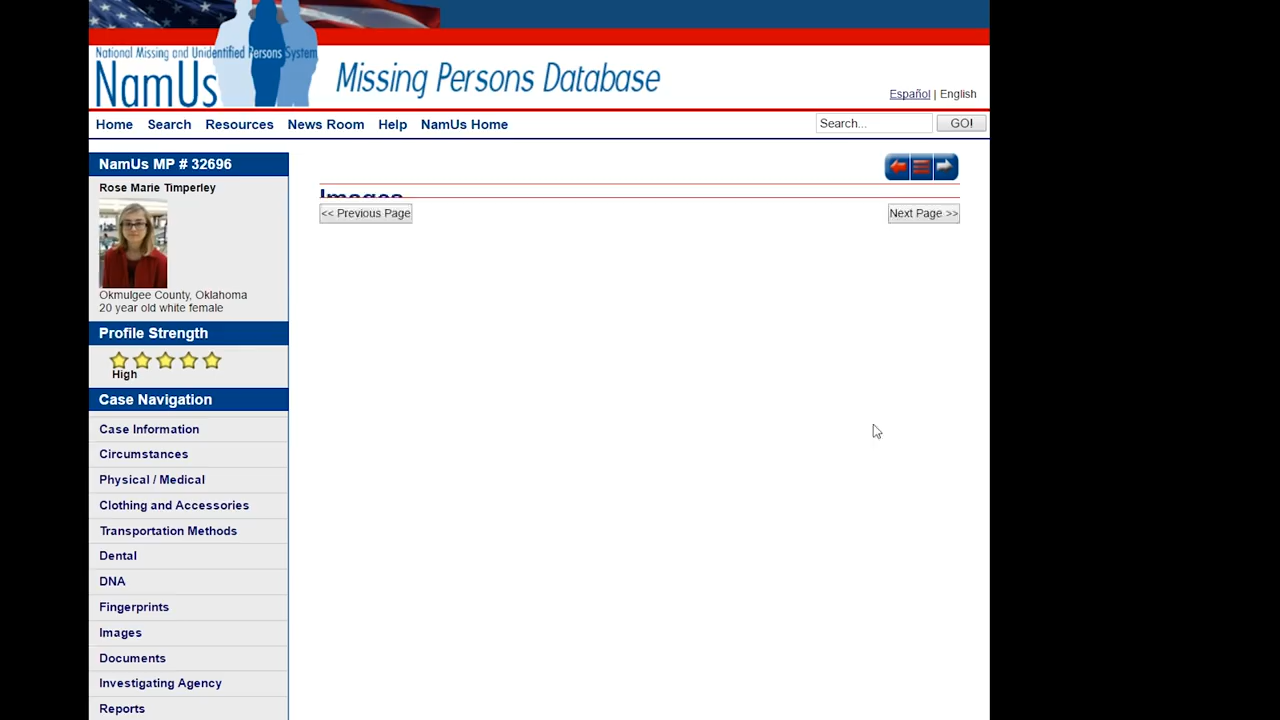 National Missing and Unidentified Persons System
NamUs
Missing Persons Database
Español | English
Home Search Resources News Room Help NamUs Home
Search...
GO!
NamUs MP # 32696
Rose Marie Timperley
Okmulgee County, Oklahoma
20 year old white female
Profile Strength
High
Case Navigation
Case Information
Circumstances
Physical / Medical
Clothing and Accessories
Transportation Methods
Dental
DNA
Fingerprints
Images
Documents
Investigating Agency
Reports
Images
<< Previous Page
Next Page >>